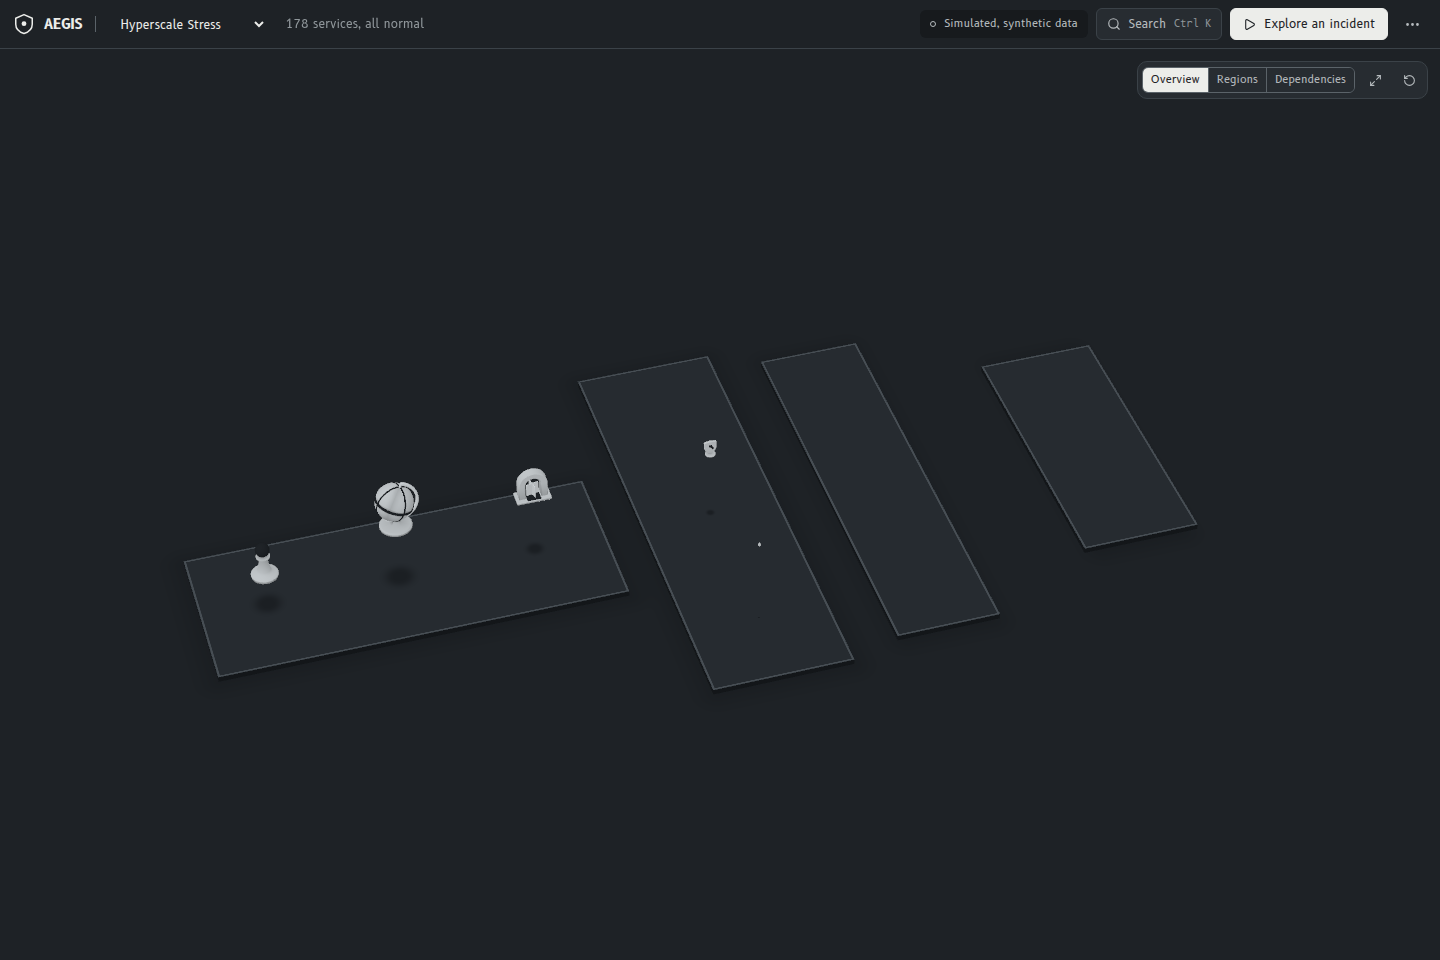 AEGIS
Hyperscale Stress
178 services, all normal
Simulated, synthetic data
Search Ctrl K
Explore an incident
Overview
Regions
Dependencies